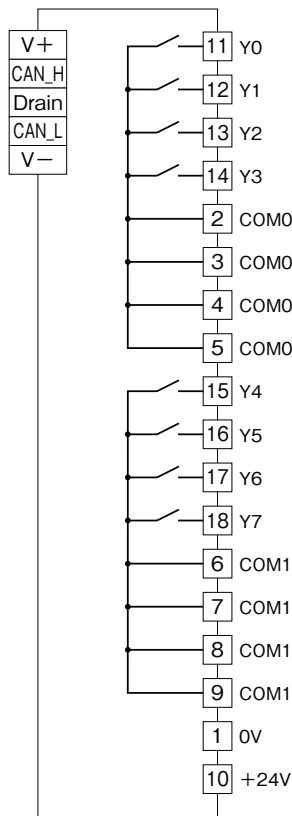 V+
CAN_H
Drain
CAN_L
V−
11 Y0
12 Y1
13 Y2
14 Y3
2 COM0
3 COM0
4 COM0
5 COM0
15 Y4
16 Y5
17 Y6
18 Y7
6 COM1
7 COM1
8 COM1
9 COM1
1 0V
10 +24V